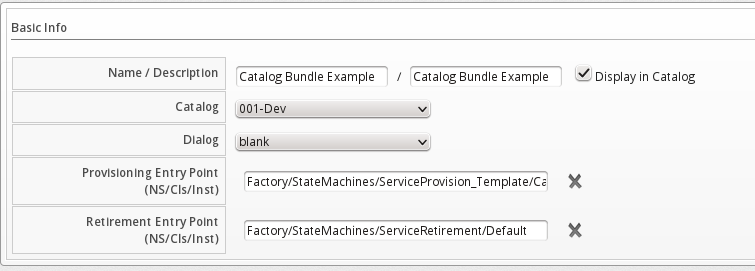 Basic Info
Name / Description Catalog Bundle Example / Catalog Bundle Example Display in Catalog
Catalog 001-Dev
Dialog blank
Provisioning Entry Point
(NS/Cls/Inst) Factory/StateMachines/ServiceProvision_Template/Ca
Retirement Entry Point
(NS/Cls/Inst) Factory/StateMachines/ServiceRetirement/Default